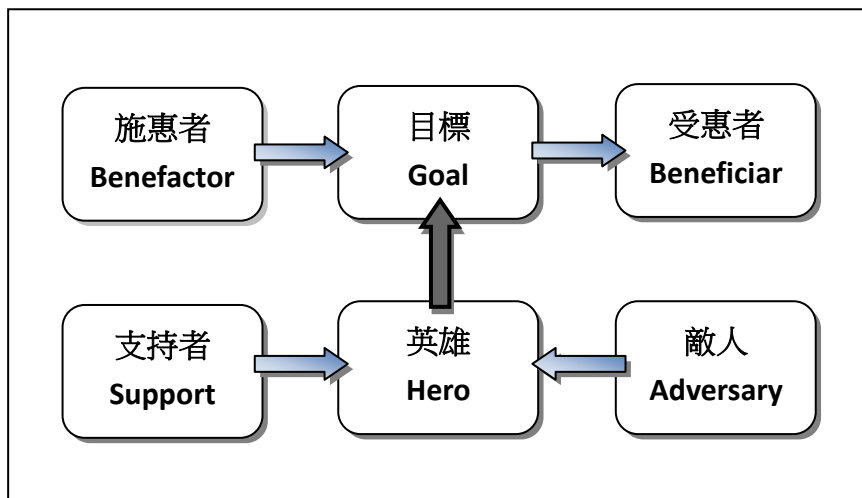 施惠者
Benefactor
目標
Goal
受惠者
Beneficiar
支持者
Support
英雄
Hero
敵人
Adversary